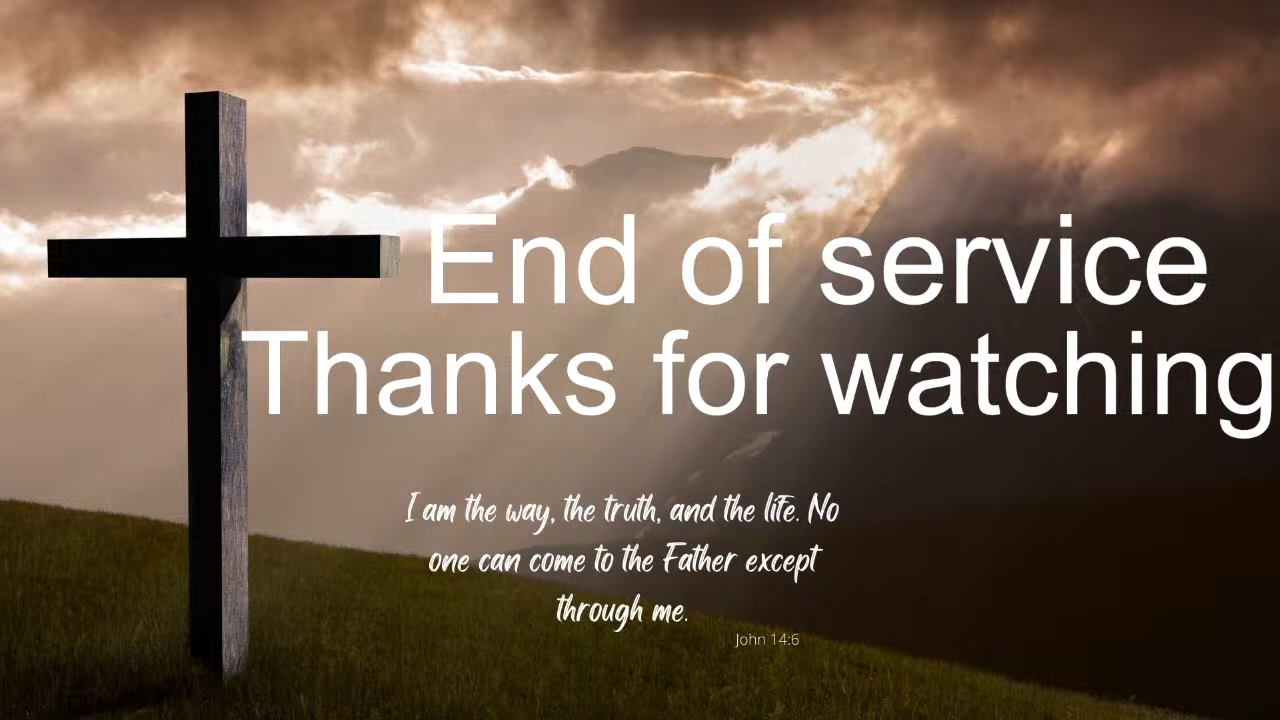 End of service
Thanks for watching
I am the way, the truth, and the life. No
one can come to the Father except
through me.
John 14:6